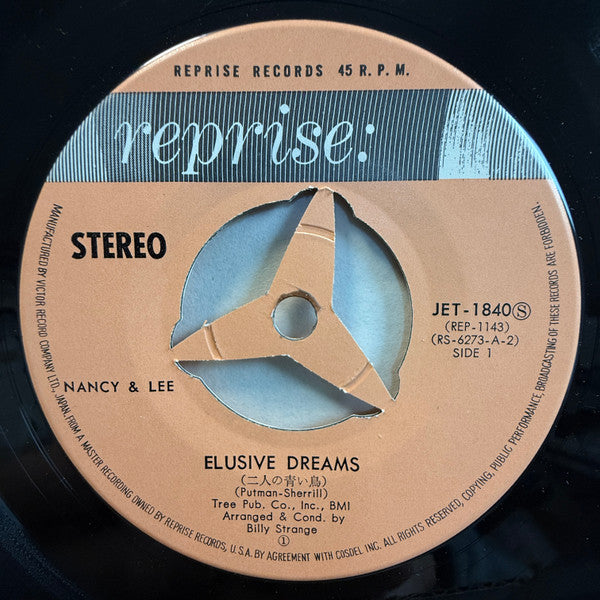 REPRISE RECORDS 45 R.P.M.
reprise:
STEREO
JET-1840Ⓢ
(REP-1143)
(RS-6273-A-2)
SIDE 1
NANCY & LEE
ELUSIVE DREAMS
(二人の青い鳥)
(Putman-Sherrill)
Tree Pub. Co., Inc., BMI
Arranged & Cond. by
Billy Strange
①
MANUFACTURED BY VICTOR RECORD COMPANY LTD., JAPAN, FROM A MASTER RECORDING OWNED BY REPRISE RECORDS, U.S.A. BY AGREEMENT WITH COSDEL INC. ALL RIGHTS RESERVED, COPYING, PUBLIC PERFORMANCE, BROADCASTING OF THESE RECORDS ARE FORBIDDEN.